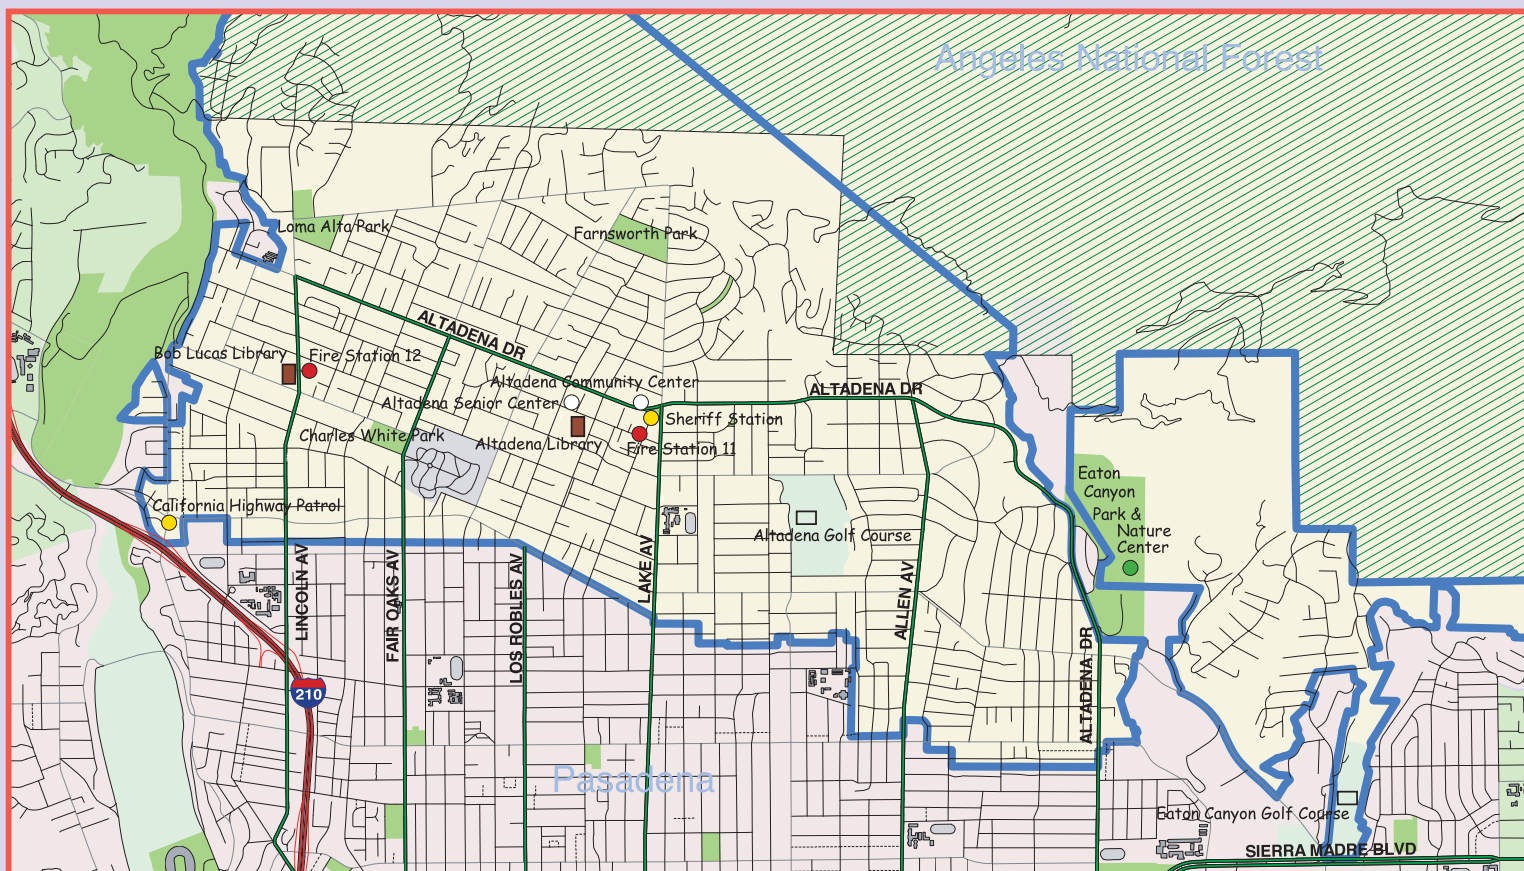 Angeles National Forest
Loma Alta Park
Farnsworth Park
ALTADENA DR
Bob Lucas Library
Fire Station 12
Altadena Community Center
ALTADENA DR
Altadena Senior Center
Sheriff Station
Charles White Park
Altadena Library
Fire Station 11
Eaton
Canyon
Park &
Nature
Center
California Highway Patrol
Altadena Golf Course
LINCOLN AV
FAIR OAKS AV
LOS ROBLES AV
LAKE AV
ALLEN AV
ALTADENA DR
210
Pasadena
Eaton Canyon Golf Course
SIERRA MADRE BLVD